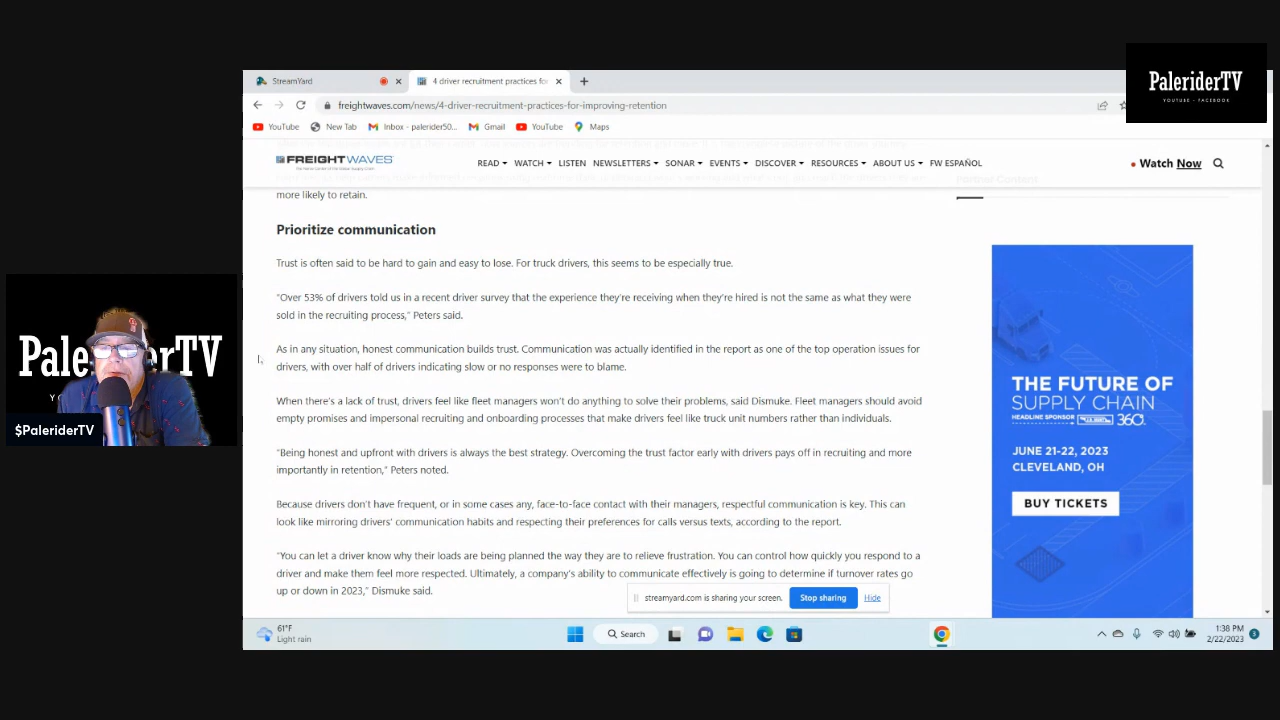 PaleriderTV
YOUTUBE - FACEBOOK
StreamYard
4 driver recruitment practices for
freightwaves.com/news/4-driver-recruitment-practices-for-improving-retention
YouTube
New Tab
Inbox - palerider50...
Gmail
YouTube
Maps
FREIGHTWAVES
READ
WATCH
LISTEN
NEWSLETTERS
SONAR
EVENTS
DISCOVER
RESOURCES
ABOUT US
FW ESPAÑOL
Watch Now
Partner Content
more likely to retain.
Prioritize communication
Trust is often said to be hard to gain and easy to lose. For truck drivers, this seems to be especially true.
"Over 53% of drivers told us in a recent driver survey that the experience they're receiving when they're hired is not the same as what they were
sold in the recruiting process," Peters said.
As in any situation, honest communication builds trust. Communication was actually identified in the report as one of the top operation issues for
drivers, with over half of drivers indicating slow or no responses were to blame.
When there's a lack of trust, drivers feel like fleet managers won't do anything to solve their problems, said Dismuke. Fleet managers should avoid
empty promises and impersonal recruiting and onboarding processes that make drivers feel like truck unit numbers rather than individuals.
"Being honest and upfront with drivers is always the best strategy. Overcoming the trust factor early with drivers pays off in recruiting and more
importantly in retention," Peters noted.
Because drivers don't have frequent, or in some cases any, face-to-face contact with their managers, respectful communication is key. This can
look like mirroring drivers' communication habits and respecting their preferences for calls versus texts, according to the report.
"You can let a driver know why their loads are being planned the way they are to relieve frustration. You can control how quickly you respond to a
driver and make them feel more respected. Ultimately, a company's ability to communicate effectively is going to determine if turnover rates go
up or down in 2023," Dismuke said.
THE FUTURE OF
SUPPLY CHAIN
HEADLINE SPONSOR
360
JUNE 21-22, 2023
CLEVELAND, OH
BUY TICKETS
streamyard.com is sharing your screen.
Stop sharing
Hide
$PaleriderTV
61°F
Light rain
Search
1:38 PM
2/22/2023
3